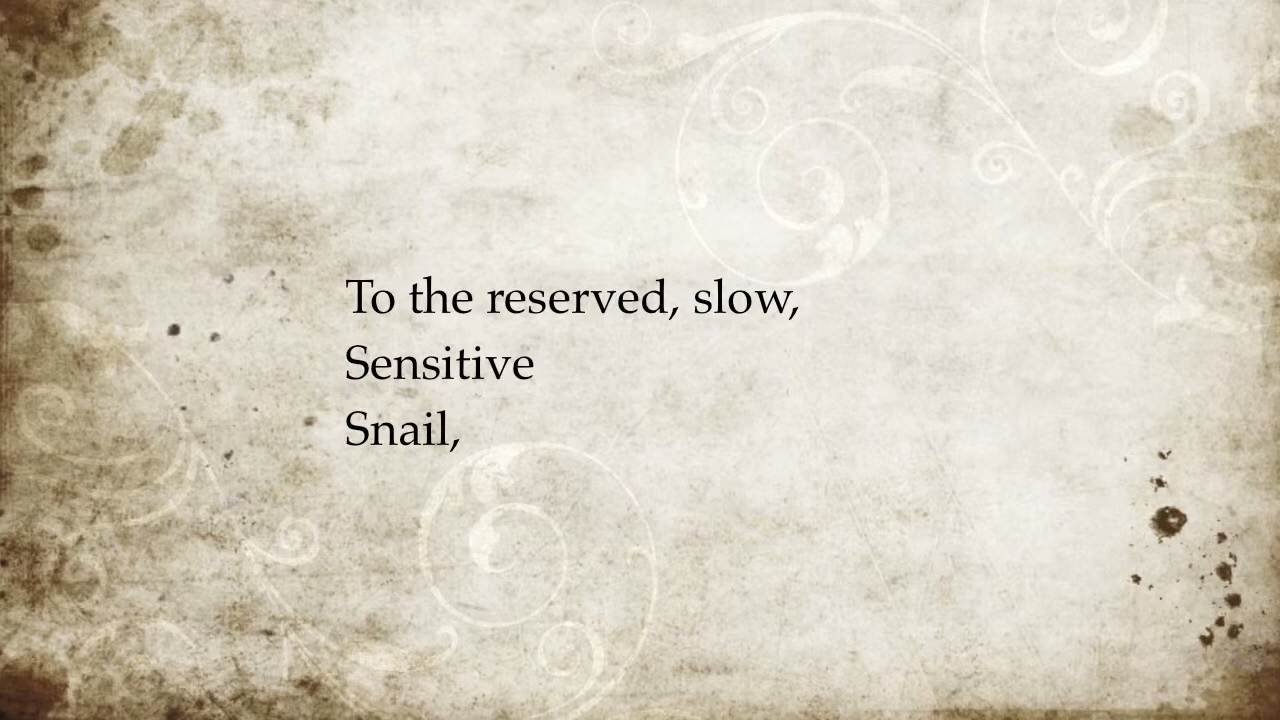 To the reserved, slow,
Sensitive
Snail,